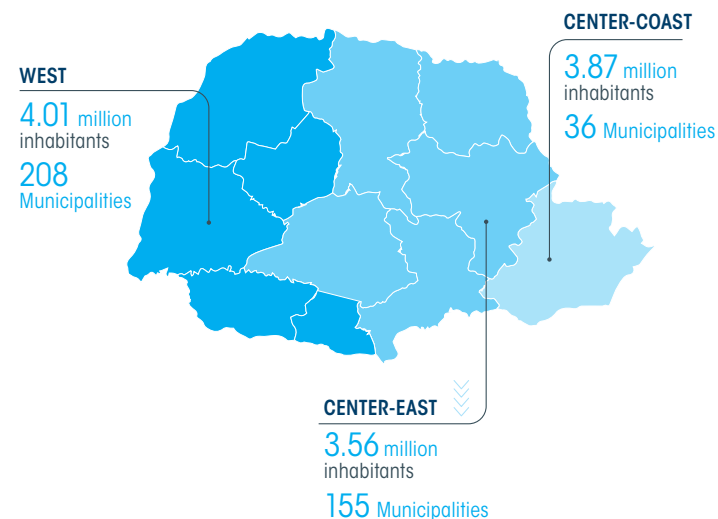 WEST
4.01 million
inhabitants
208
Municipalities
CENTER-COAST
3.87 million
inhabitants
36 Municipalities
CENTER-EAST
3.56 million
inhabitants
155 Municipalities